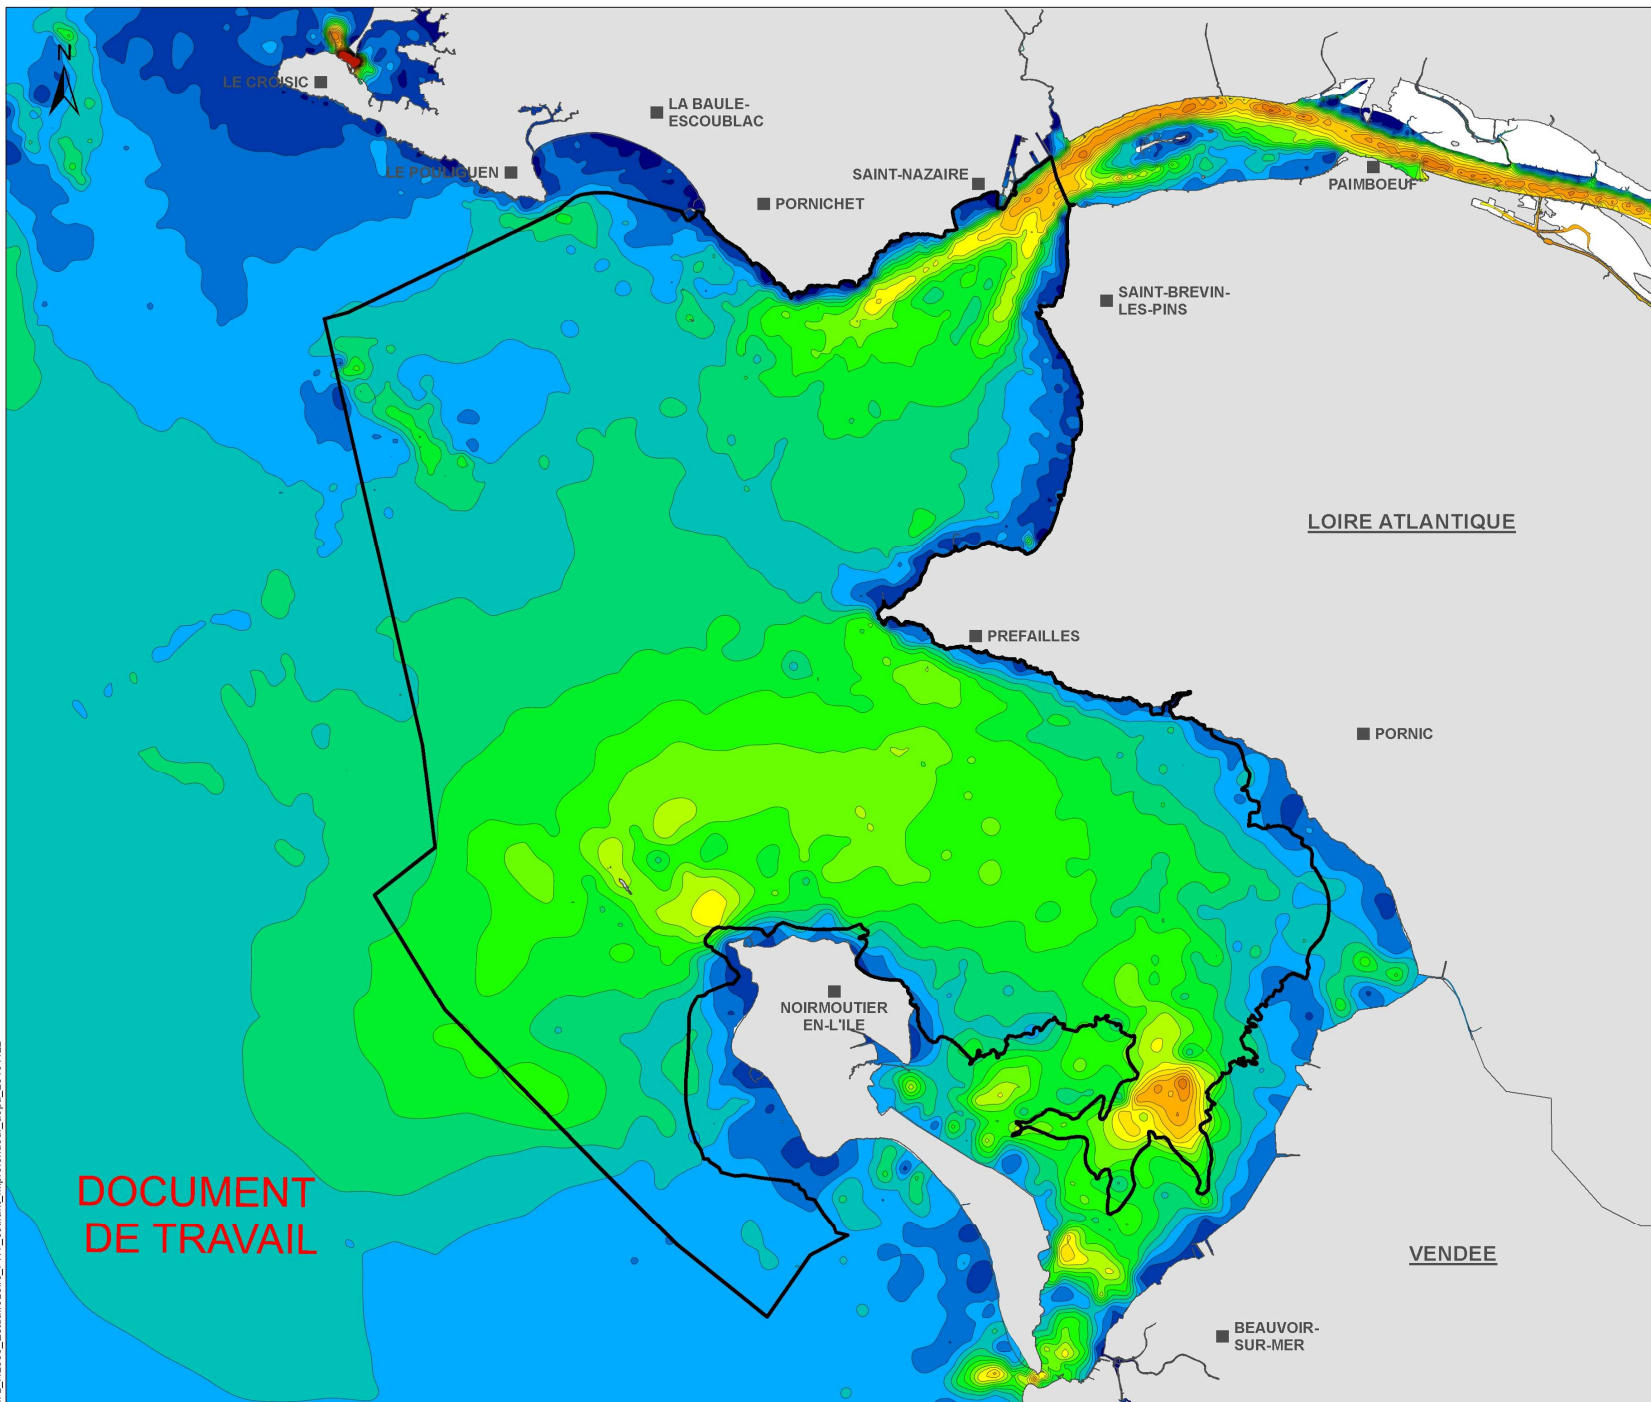 N
LE CROISIC
LA BAULE-
ESCOUBLAC
LE POULIGUEN
PORNICHET
SAINT-NAZAIRE
PAIMBOEUF
SAINT-BREVIN-
LES-PINS
LOIRE ATLANTIQUE
PREFAILLES
PORNIC
NOIRMOUTIER
EN-L'ILE
DOCUMENT
DE TRAVAIL
VENDEE
BEAUVOIR-
SUR-MER